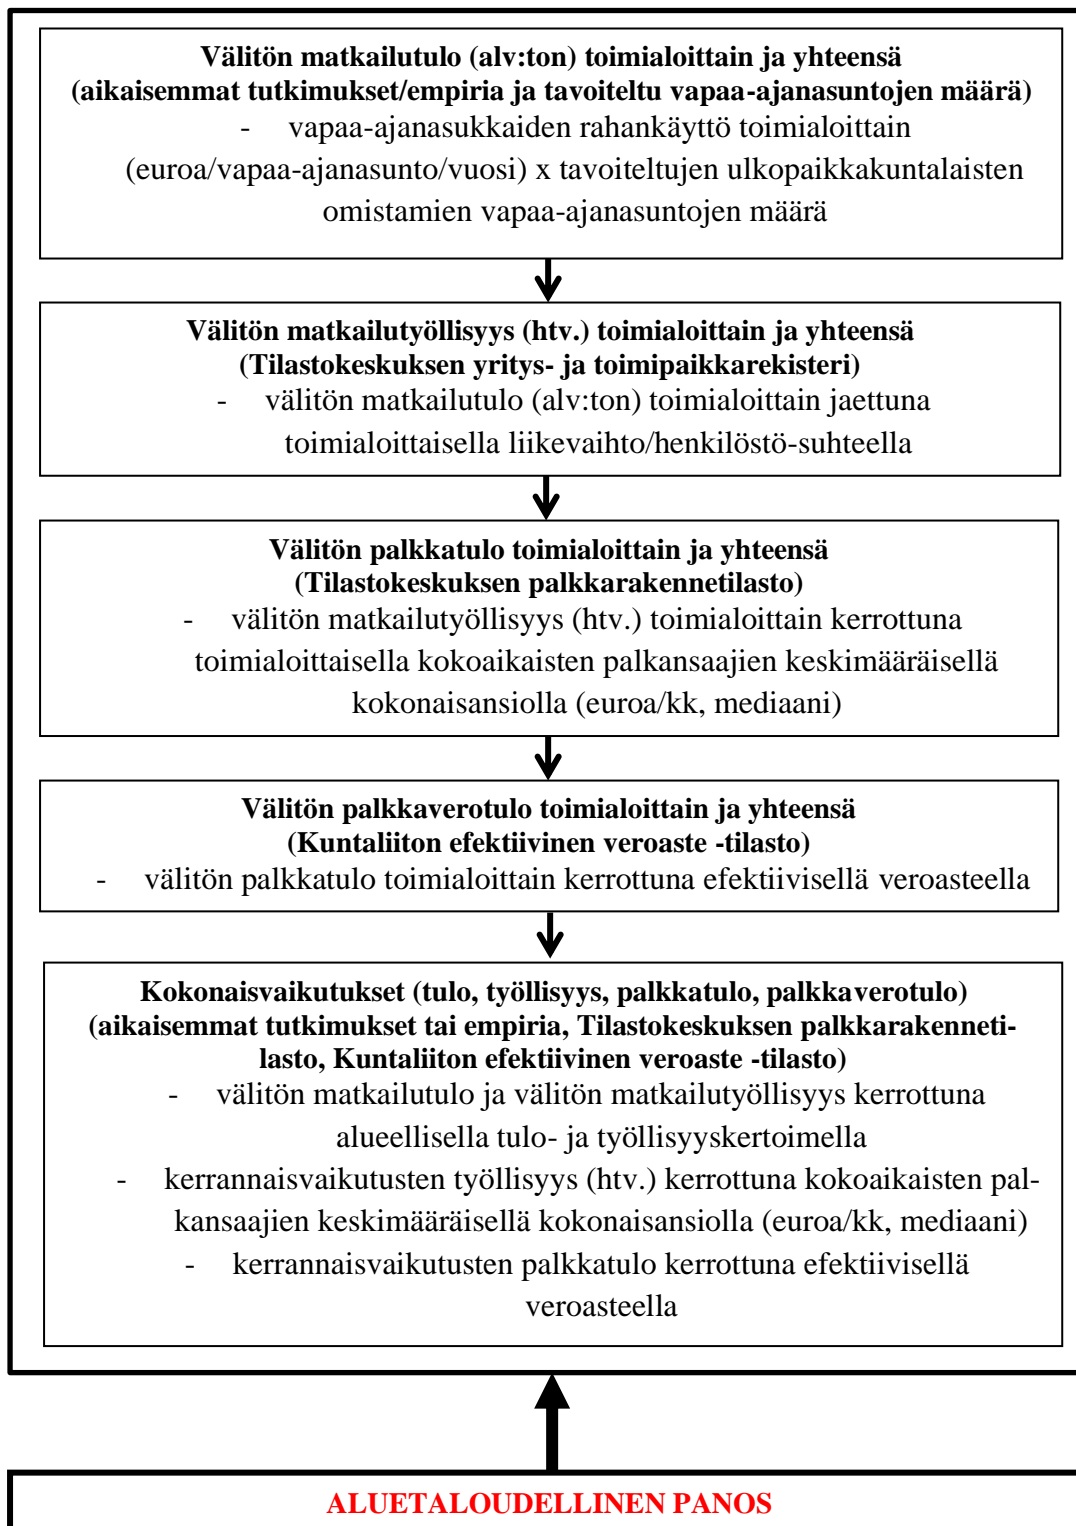 Välitön matkailutulo (alv:ton) toimialoittain ja yhteensä
(aikaisemmat tutkimukset/empiria ja tavoiteltu vapaa-ajanasuntojen määrä)
- vapaa-ajanasukkaiden rahankäyttö toimialoittain
(euroa/vapaa-ajanasunto/vuosi) x tavoiteltujen ulkopaikkakuntalaisten
omistamien vapaa-ajanasuntojen määrä
Välitön matkailutyöllisyys (htv.) toimialoittain ja yhteensä
(Tilastokeskuksen yritys- ja toimipaikkarekisteri)
- välitön matkailutulo (alv:ton) toimialoittain jaettuna
toimialoittaisella liikevaihto/henkilöstö-suhteella
Välitön palkkatulo toimialoittain ja yhteensä
(Tilastokeskuksen palkkarakennetilasto)
- välitön matkailutyöllisyys (htv.) toimialoittain kerrottuna
toimialoittaisella kokoaikaisten palkansaajien keskimääräisellä
kokonaisansiolla (euroa/kk, mediaani)
Välitön palkkaverotulo toimialoittain ja yhteensä
(Kuntaliiton efektiivinen veroaste -tilasto)
- välitön palkkatulo toimialoittain kerrottuna efektiivisellä veroasteella
Kokonaisvaikutukset (tulo, työllisyys, palkkatulo, palkkaverotulo)
(aikaisemmat tutkimukset tai empiria, Tilastokeskuksen palkkarakenneti-
lasto, Kuntaliiton efektiivinen veroaste -tilasto)
- välitön matkailutulo ja välitön matkailutyöllisyys kerrottuna
alueellisella tulo- ja työllisyyskertoimella
- kerrannaisvaikutusten työllisyys (htv.) kerrottuna kokoaikaisten pal-
kansaajien keskimääräisellä kokonaisansiolla (euroa/kk, mediaani)
- kerrannaisvaikutusten palkkatulo kerrottuna efektiivisellä
veroasteella
ALUETALOUDELLINEN PANOS